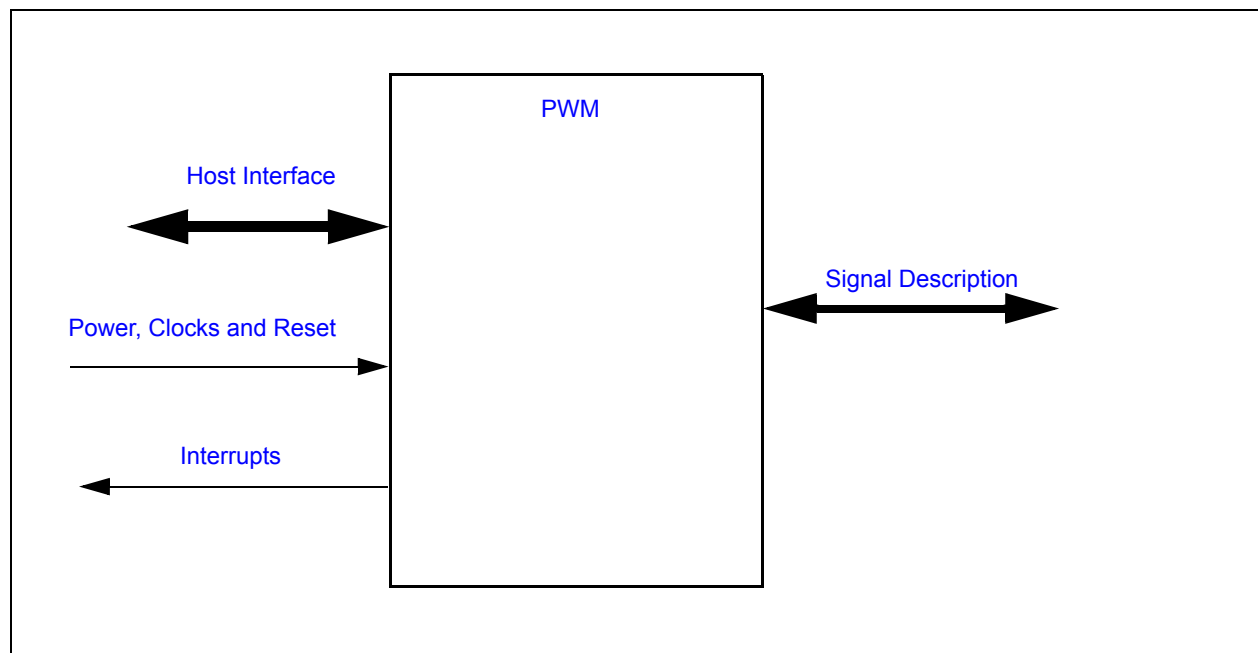 PWM
Host Interface
Signal Description
Power, Clocks and Reset
Interrupts